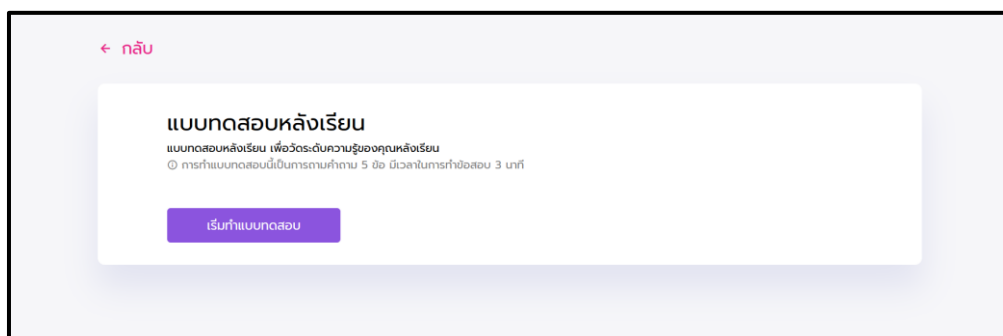 ← กลับ
แบบทดสอบหลังเรียน
แบบทดสอบหลังเรียน เพื่อวัดระดับความรู้ของคุณหลังเรียน
การทำแบบทดสอบนี้เป็นการถามคำถาม 5 ข้อ มีเวลาในการทำข้อสอบ 3 นาที
เริ่มทำแบบทดสอบ